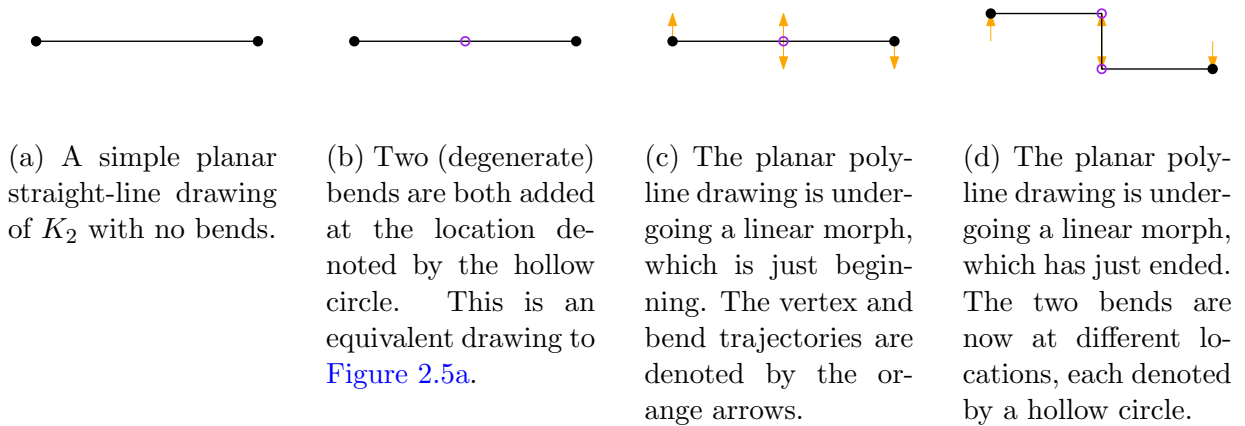 (a) A simple planar
straight-line drawing
of K₂ with no bends.
(b) Two (degenerate)
bends are both added
at the location de-
noted by the hollow
circle. This is an
equivalent drawing to
Figure 2.5a.
(c) The planar poly-
line drawing is under-
going a linear morph,
which is just begin-
ning. The vertex and
bend trajectories are
denoted by the or-
ange arrows.
(d) The planar poly-
line drawing is under-
going a linear morph,
which has just ended.
The two bends are
now at different lo-
cations, each denoted
by a hollow circle.